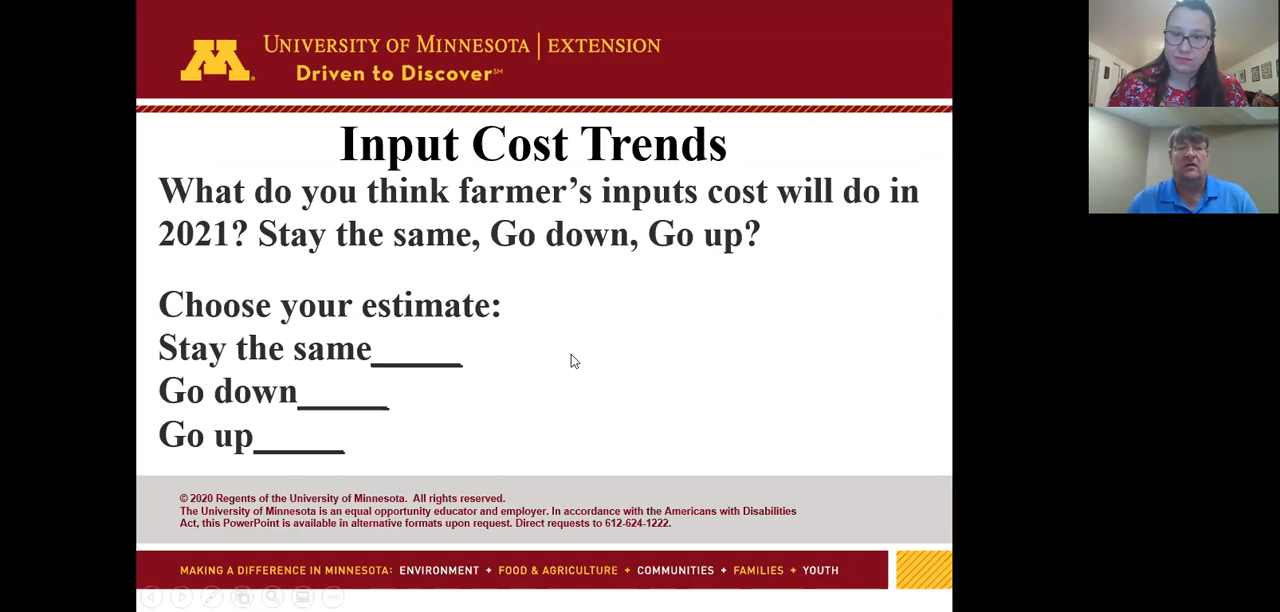 UNIVERSITY OF MINNESOTA | EXTENSION
Driven to Discover℠
Input Cost Trends
What do you think farmer's inputs cost will do in
2021? Stay the same, Go down, Go up?
Choose your estimate:
Stay the same_____
Go down_____
Go up_____
© 2020 Regents of the University of Minnesota. All rights reserved.
The University of Minnesota is an equal opportunity educator and employer. In accordance with the Americans with Disabilities
Act, this PowerPoint is available in alternative formats upon request. Direct requests to 612-624-1222.
MAKING A DIFFERENCE IN MINNESOTA: ENVIRONMENT + FOOD & AGRICULTURE + COMMUNITIES + FAMILIES + YOUTH